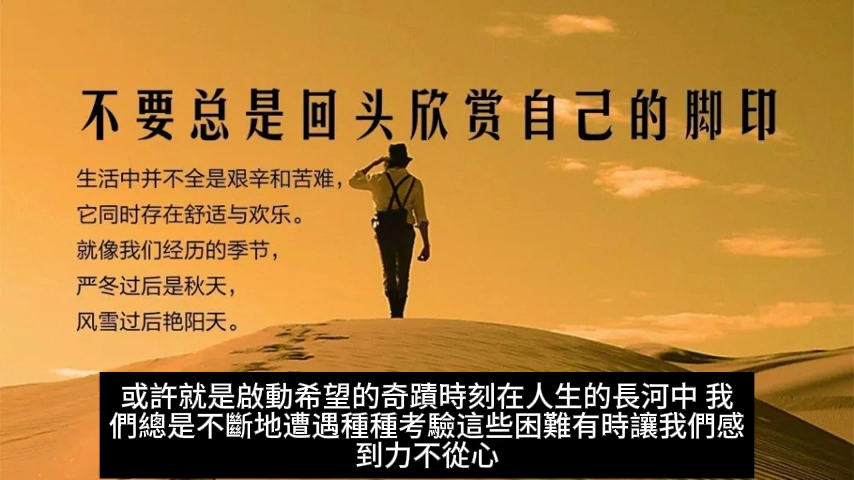 不要总是回头欣赏自己的脚印
生活中并不全是艰辛和苦难，
它同时存在舒适与欢乐。
就像我们经历的季节，
严冬过后是秋天，
风雪过后艳阳天。
或許就是啟動希望的奇蹟時刻在人生的長河中 我
們總是不斷地遭遇種種考驗這些困難有時讓我們感
到力不從心